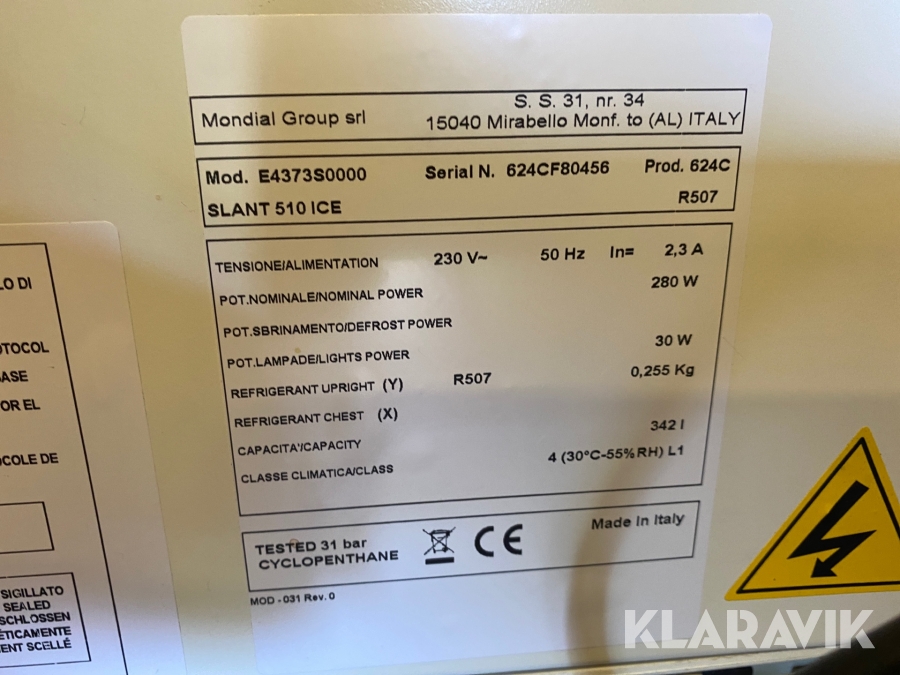 Mondial Group srl
S. S. 31, nr. 34
15040 Mirabello Monf. to (AL) ITALY
Mod. E4373S0000 Serial N. 624CF80456 Prod. 624C
SLANT 510 ICE R507
TENSIONE/ALIMENTATION 230 V~ 50 Hz In= 2,3 A
POT.NOMINALE/NOMINAL POWER 280 W
POT.SBRINAMENTO/DEFROST POWER
POT.LAMPADE/LIGHTS POWER 30 W
REFRIGERANT UPRIGHT (Y) R507 0,255 Kg
REFRIGERANT CHEST (X)
CAPACITA'/CAPACITY 342 l
CLASSE CLIMATICA/CLASS 4 (30°C-55%RH) L1
TESTED 31 bar
CYCLOPENTHANE
CE
Made in Italy
MOD - 031 Rev. 0
LO DI
OTOCOL
ASE
OR EL
OCOLE DE
SIGILLATO
SEALED
SCHLOSSEN
ÉTICAMENTE
ENT SCELLÉ
KLARAVIK